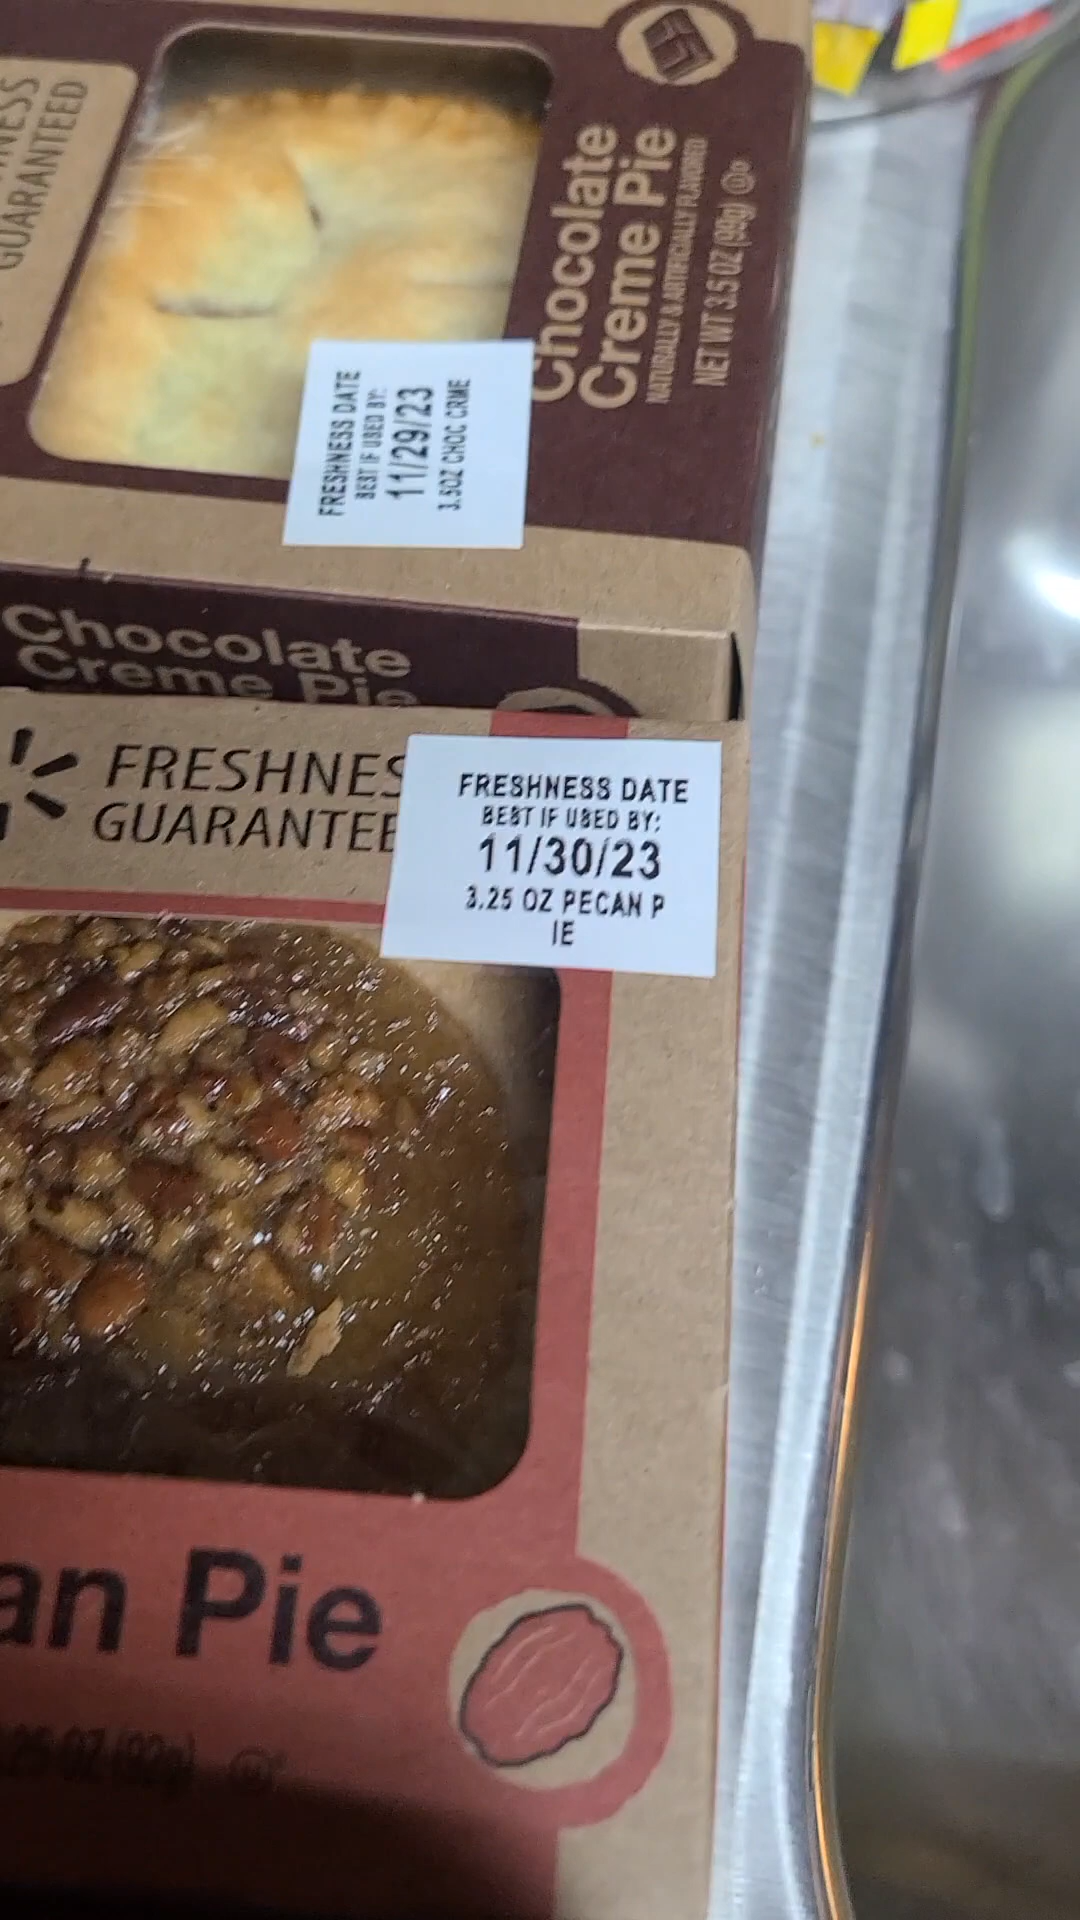 GUARANTEED
Chocolate
Creme Pie
NATURALLY & ARTIFICIALLY FLAVORED
NET WT 3.5 OZ (99g)
FRESHNESS DATE
BEST IF USED BY:
11/29/23
3.5OZ CHOC CRME
Chocolate
Creme Pie
FRESHNES
GUARANTEE
FRESHNESS DATE
BEST IF USED BY:
11/30/23
3.25 OZ PECAN P
IE
an Pie